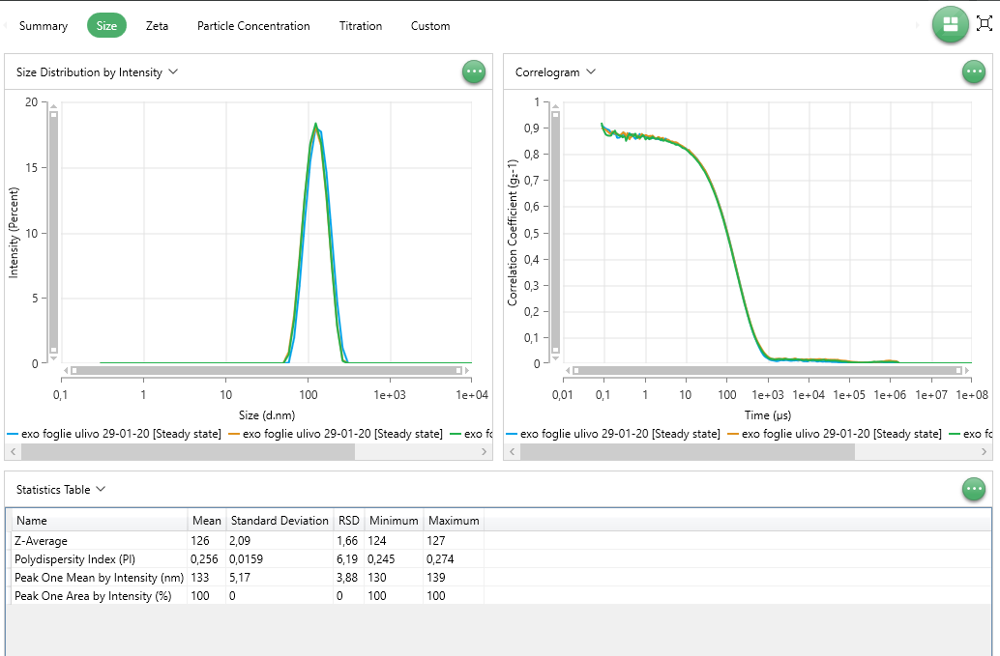 Summary Size Zeta Particle Concentration Titration Custom
Size Distribution by Intensity
20
15
10
5
0
Intensity (Percent)
0,1 1 10 100 1e+03 1e+04
Size (d.nm)
exo foglie ulivo 29-01-20 [Steady state] exo foglie ulivo 29-01-20 [Steady state] exo fo
Correlogram
1
0,9
0,8
0,7
0,6
0,5
0,4
0,3
0,2
0,1
0
Correlation Coefficient (g₂-1)
0,01 0,1 1 10 100 1e+03 1e+04 1e+05 1e+06 1e+07 1e+08
Time (µs)
exo foglie ulivo 29-01-20 [Steady state] exo foglie ulivo 29-01-20 [Steady state] exo fo
Statistics Table
Name Mean Standard Deviation RSD Minimum Maximum
Z-Average 126 2,09 1,66 124 127
Polydispersity Index (PI) 0,256 0,0159 6,19 0,245 0,274
Peak One Mean by Intensity (nm) 133 5,17 3,88 130 139
Peak One Area by Intensity (%) 100 0 0 100 100